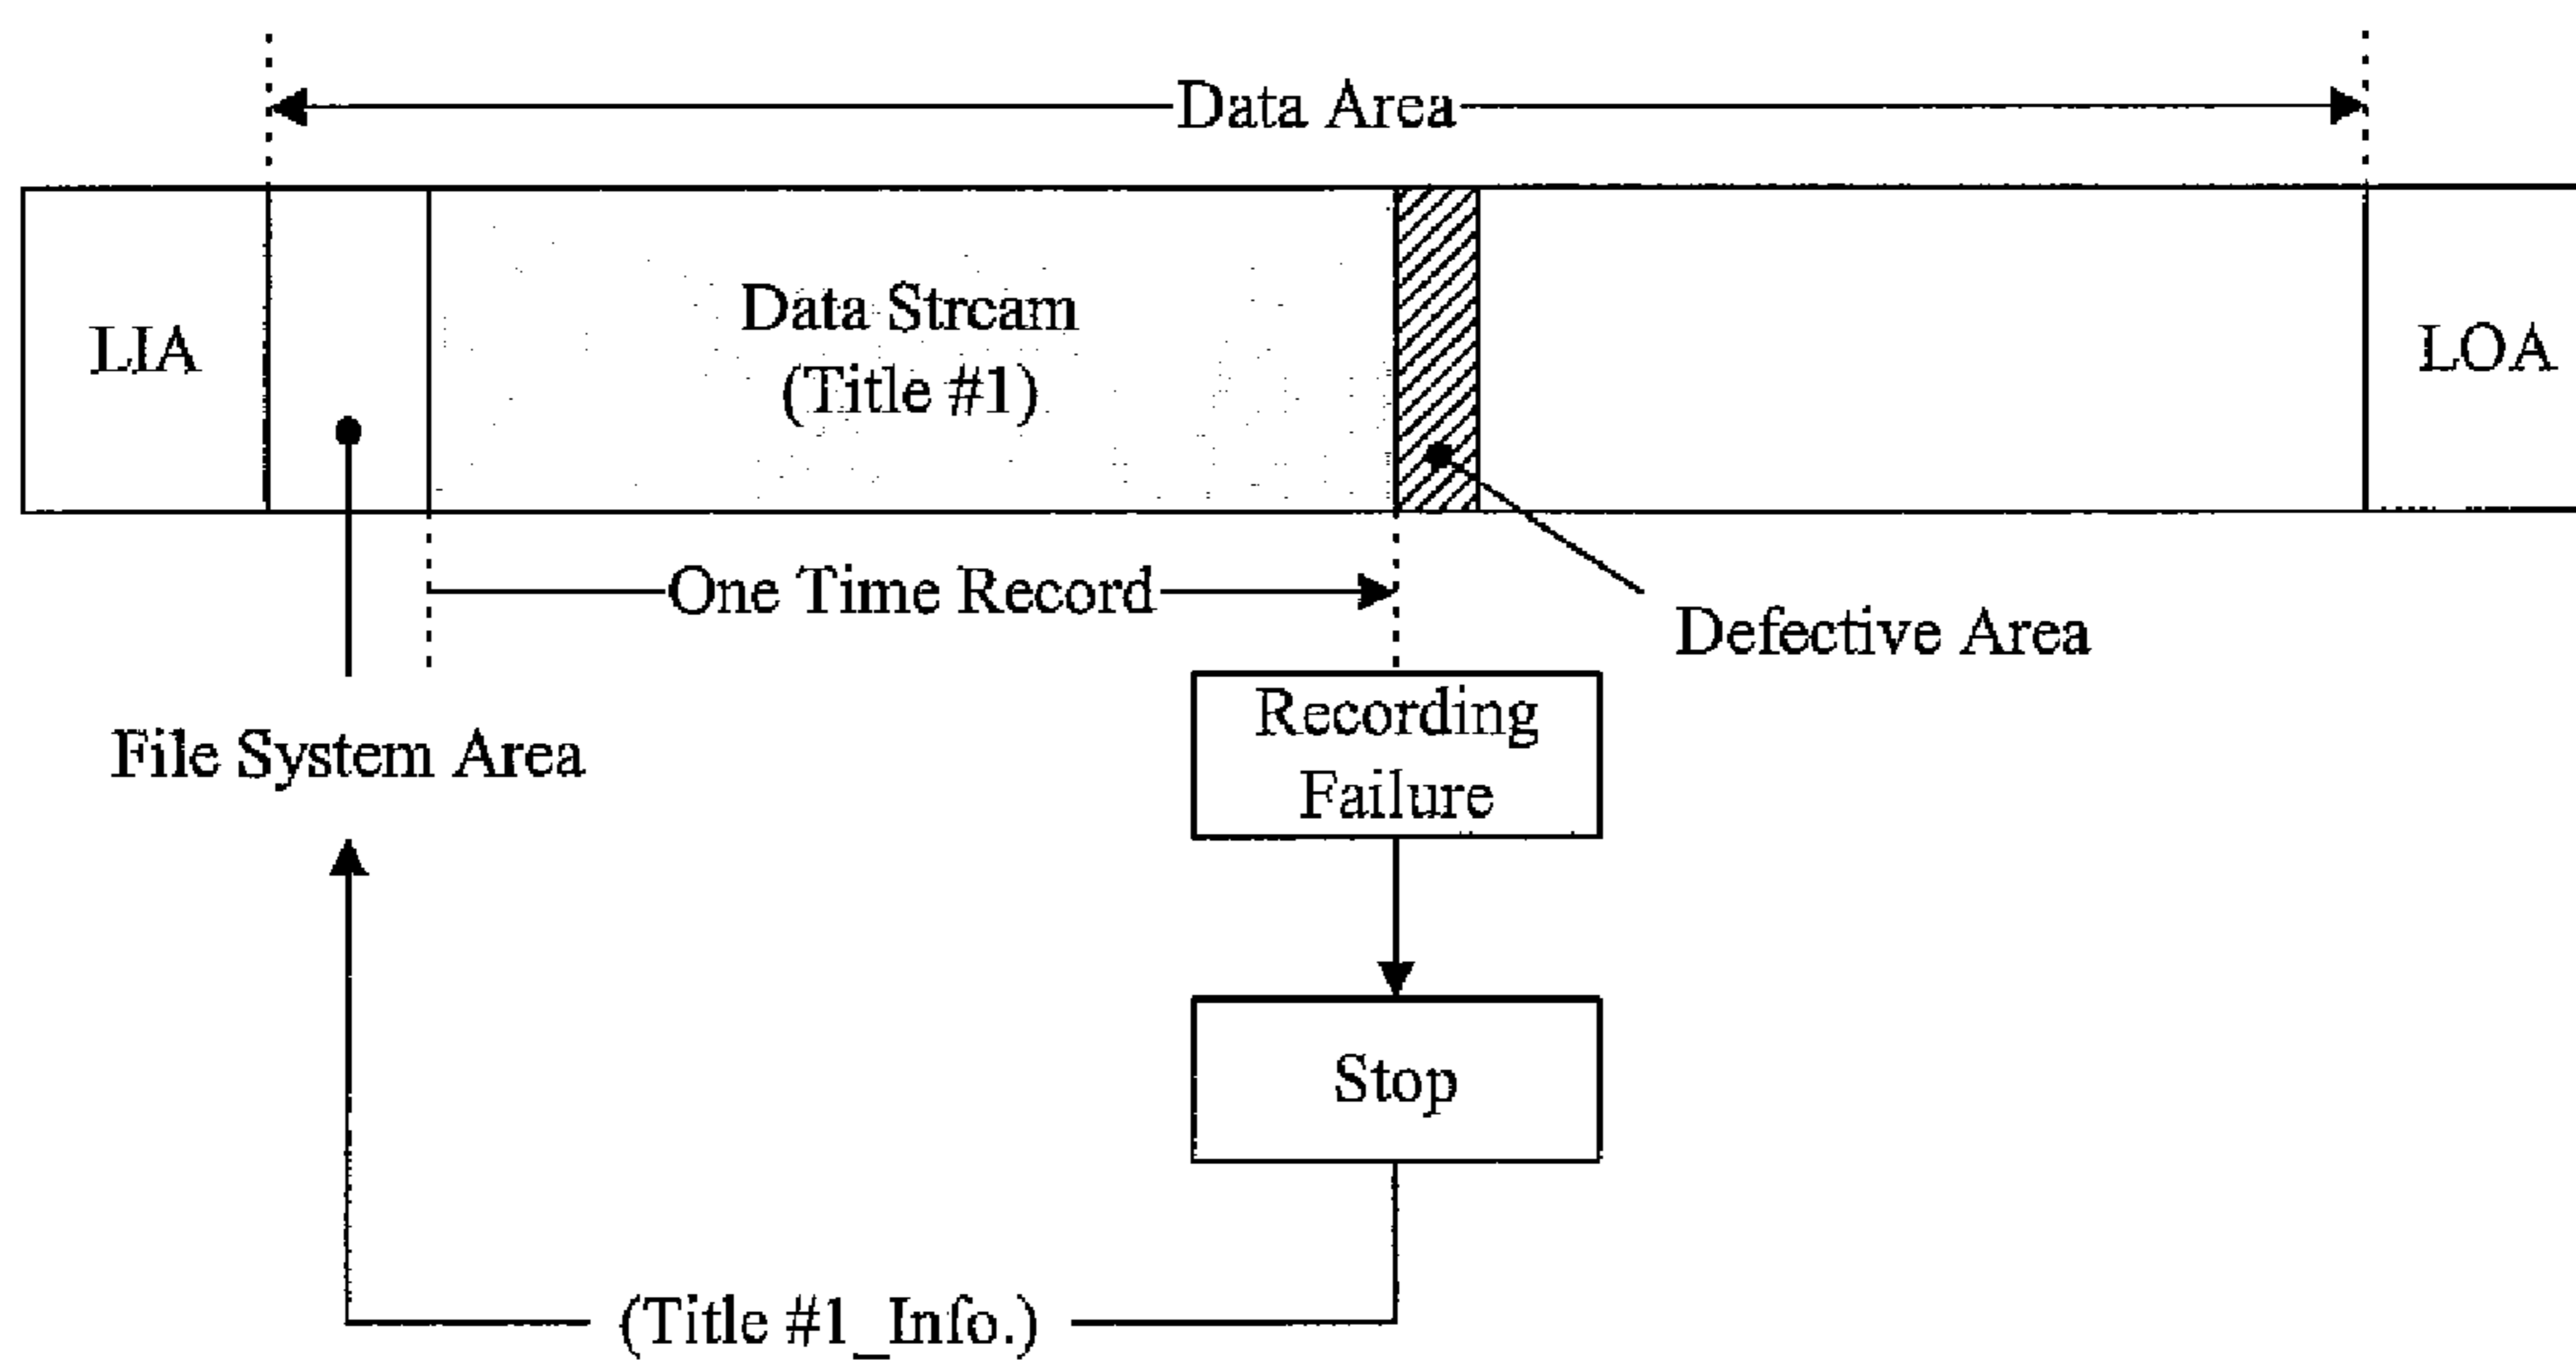 Data Area
LIA
Data Stream
(Title #1)
LOA
One Time Record
Defective Area
Recording
Failure
File System Area
Stop
(Title #1_Info.)